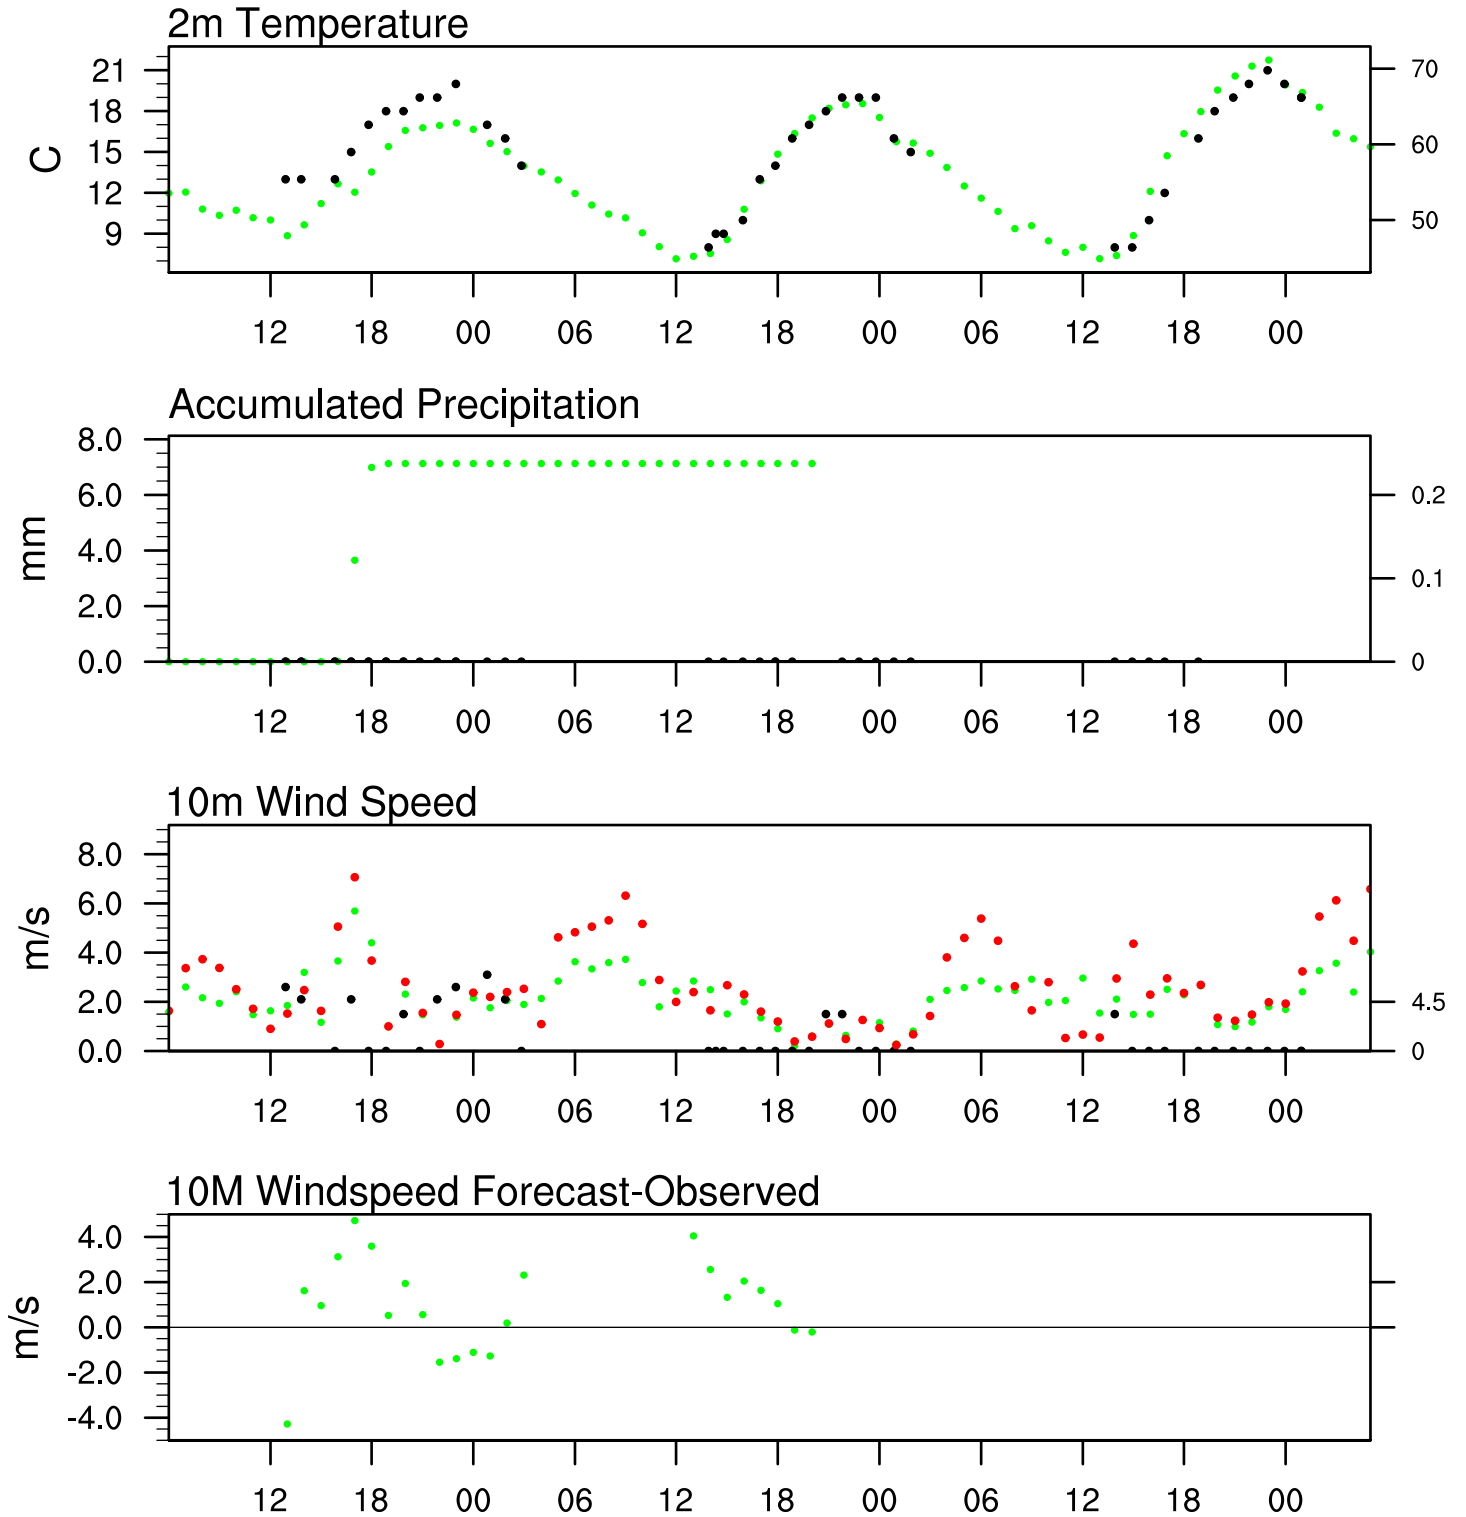 2m Temperature
21 70
18
15 60
12
9 50
C
12 18 00 06 12 18 00 06 12 18 00
Accumulated Precipitation
8.0
6.0 0.2
4.0
2.0 0.1
0.0 0
mm
12 18 00 06 12 18 00 06 12 18 00
10m Wind Speed
8.0
6.0
4.0
2.0 4.5
0.0 0
m/s
12 18 00 06 12 18 00 06 12 18 00
10M Windspeed Forecast-Observed
4.0
2.0
0.0
-2.0
-4.0
m/s
12 18 00 06 12 18 00 06 12 18 00